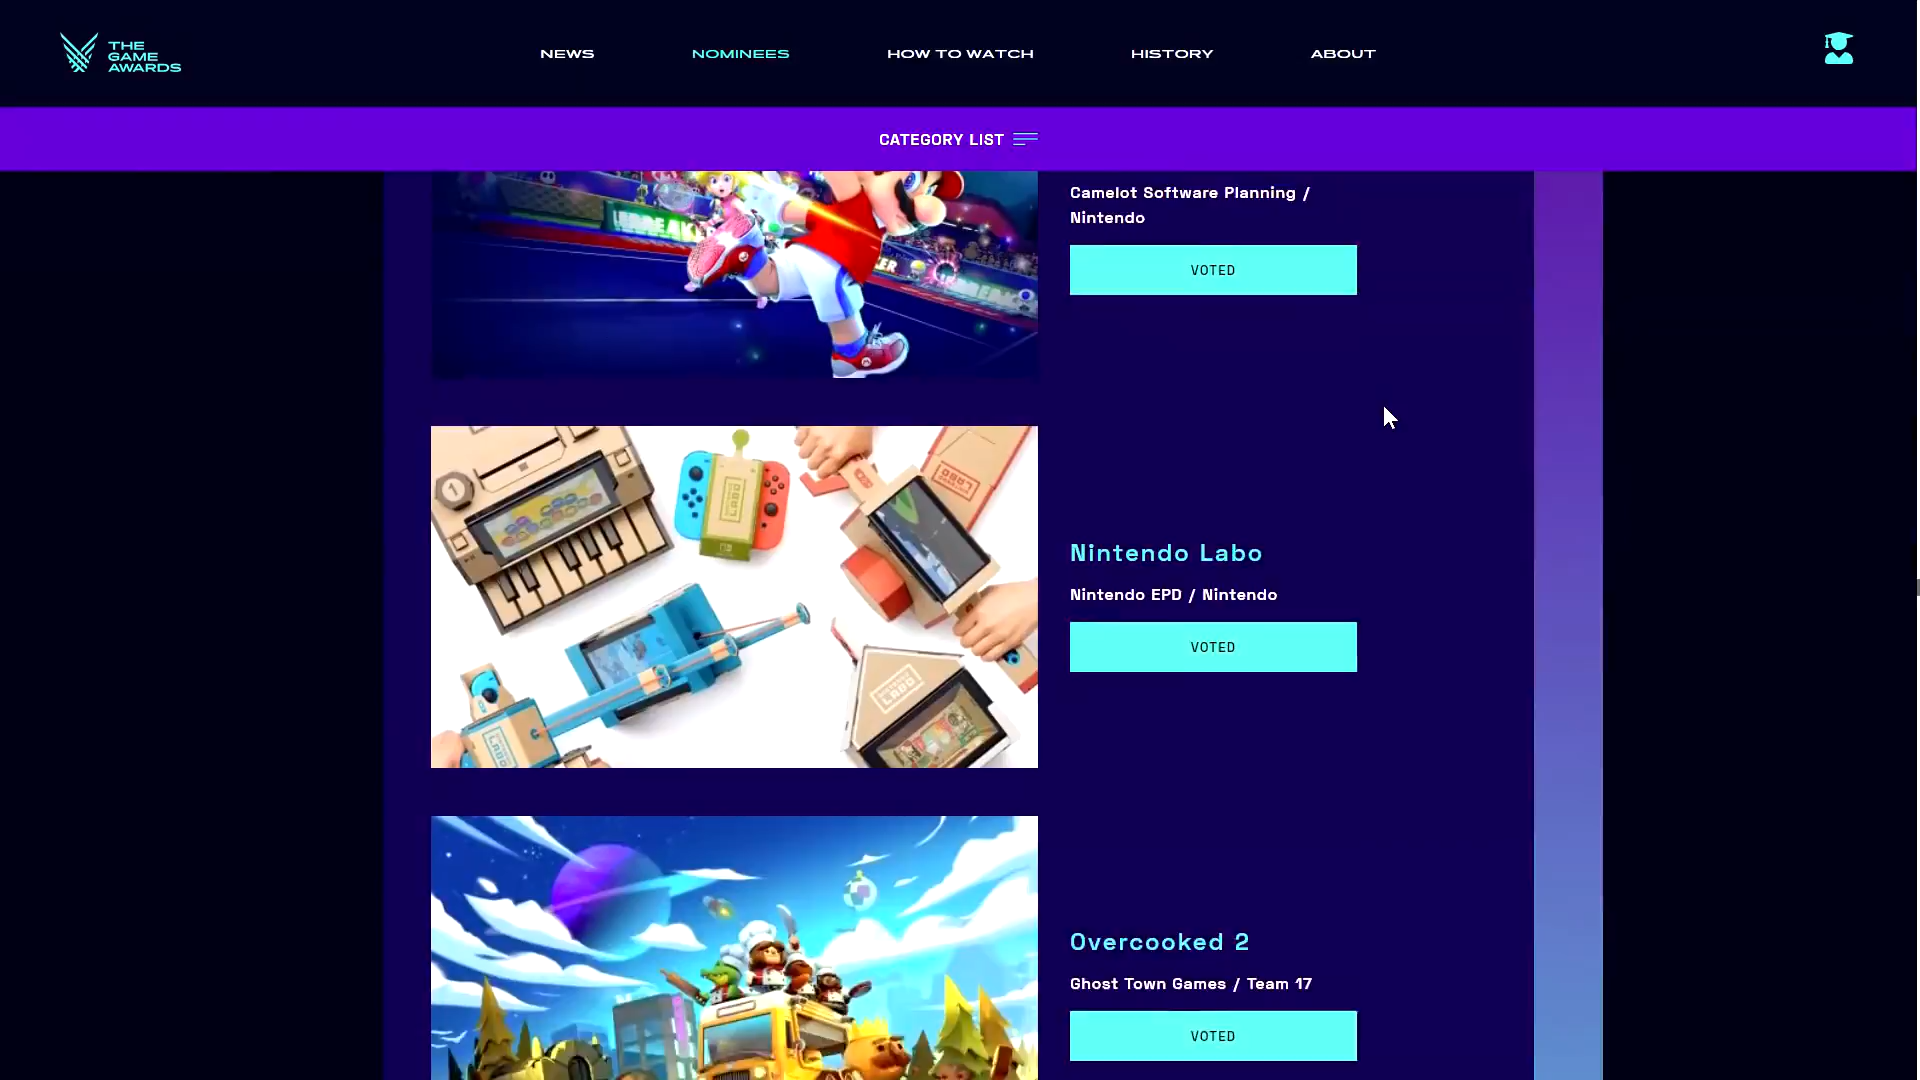 THE
GAME
AWARDS
NEWS
NOMINEES
HOW TO WATCH
HISTORY
ABOUT
CATEGORY LIST
Camelot Software Planning /
Nintendo
VOTED
Nintendo Labo
Nintendo EPD / Nintendo
VOTED
Overcooked 2
Ghost Town Games / Team 17
VOTED